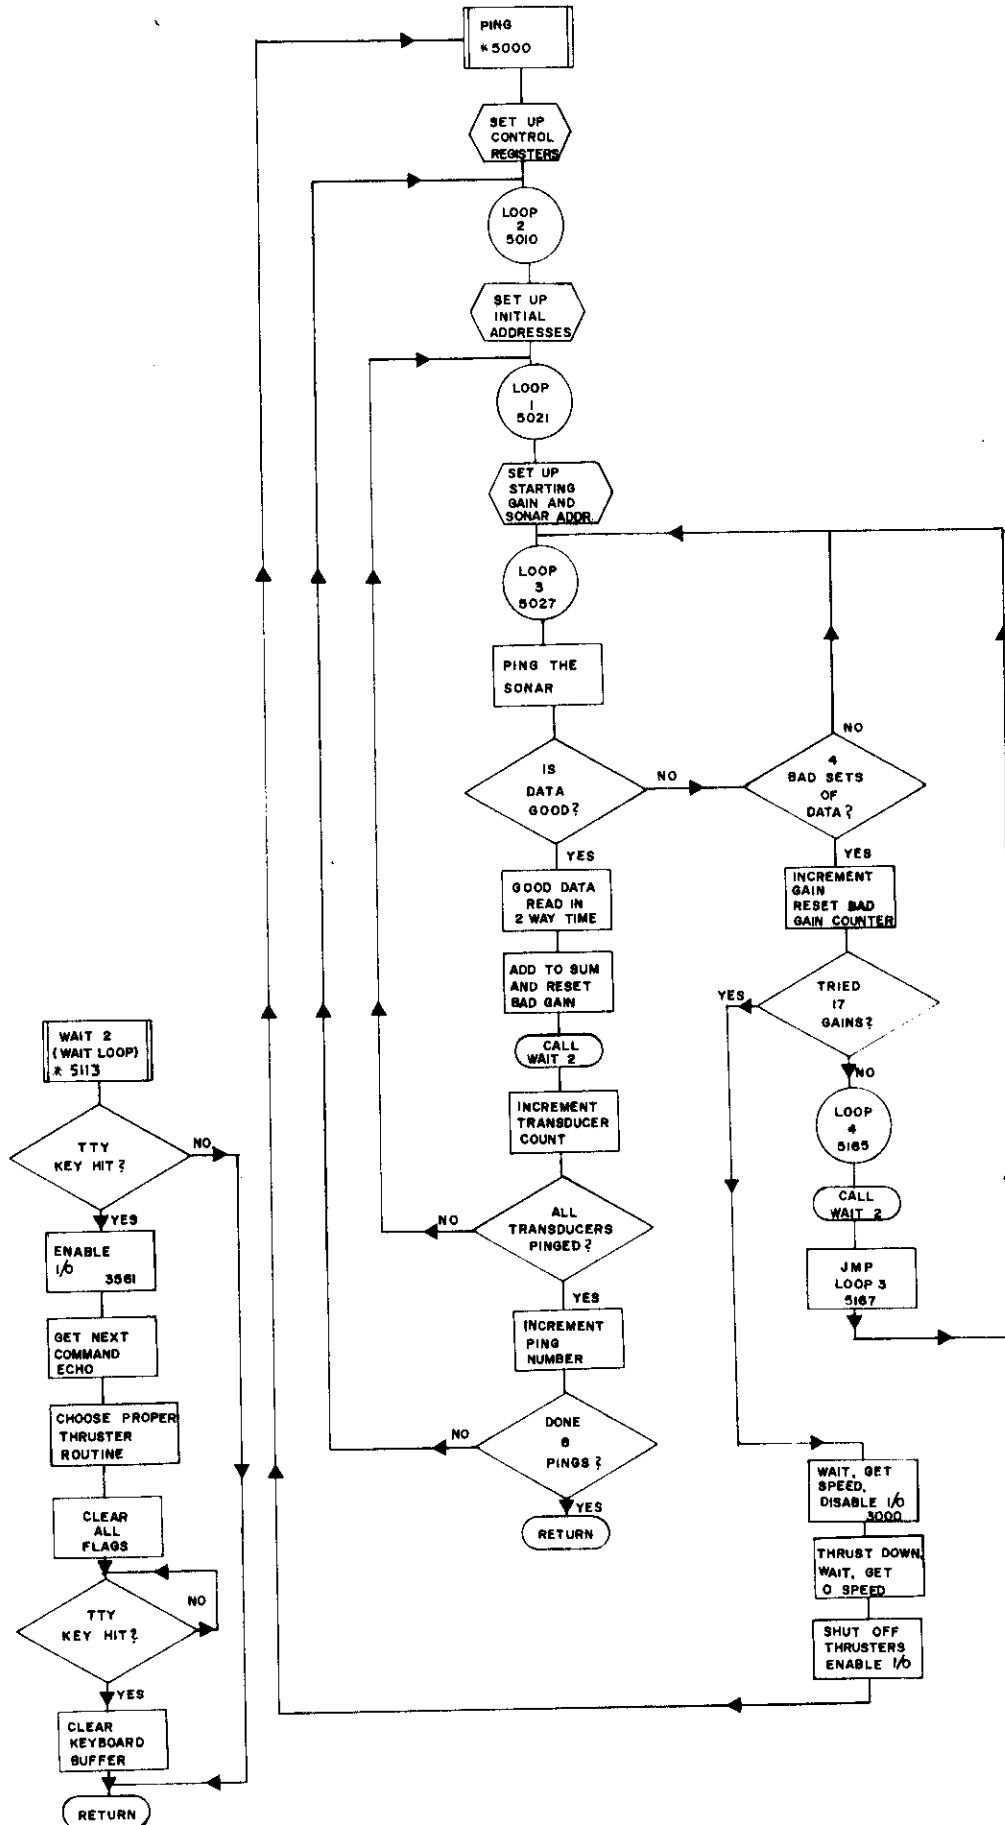 PING
*5000
SET UP
CONTROL
REGISTERS
LOOP
2
5010
SET UP
INITIAL
ADDRESSES
LOOP
1
5021
SET UP
STARTING
GAIN AND
SONAR ADDR.
LOOP
3
5027
PING THE
SONAR
IS
DATA
GOOD?
NO
YES
4
BAD SETS
OF
DATA?
NO
YES
GOOD DATA
READ IN
2 WAY TIME
INCREMENT
GAIN
RESET BAD
GAIN COUNTER
ADD TO SUM
AND RESET
BAD GAIN
TRIED
17
GAINS?
YES
NO
CALL
WAIT 2
INCREMENT
TRANSDUCER
COUNT
LOOP
4
5165
CALL
WAIT 2
ALL
TRANSDUCERS
PINGED?
NO
YES
JMP
LOOP 3
5167
INCREMENT
PING
NUMBER
DONE
8
PINGS?
NO
YES
RETURN
WAIT, GET
SPEED,
DISABLE I/O
3000
THRUST DOWN,
WAIT, GET
0 SPEED
SHUT OFF
THRUSTERS
ENABLE I/O
WAIT 2
(WAIT LOOP)
* 5113
TTY
KEY HIT?
NO
YES
ENABLE
I/O
3561
GET NEXT
COMMAND
ECHO
CHOOSE PROPER
THRUSTER
ROUTINE
CLEAR
ALL
FLAGS
TTY
KEY HIT?
NO
YES
CLEAR
KEYBOARD
BUFFER
RETURN